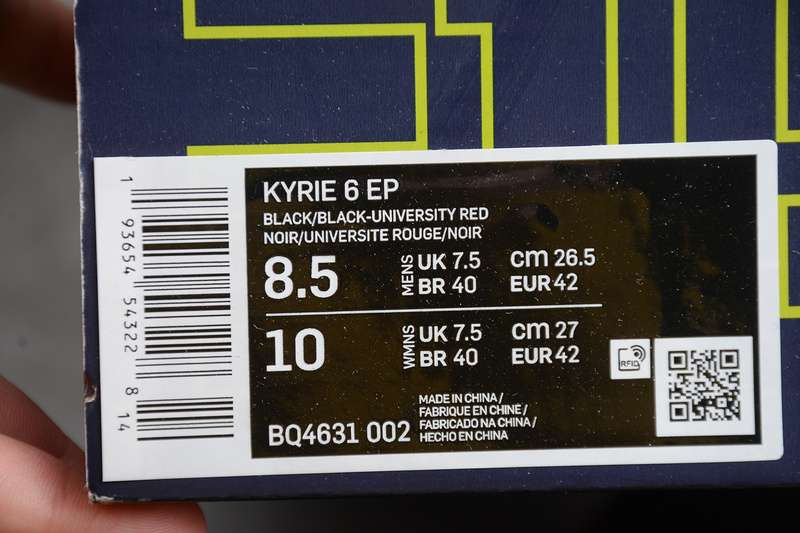 KYRIE 6 EP
BLACK/BLACK-UNIVERSITY RED
NOIR/UNIVERSITE ROUGE/NOIR
8.5 MENS UK 7.5 cm 26.5
BR 40 EUR 42
10 WMNS UK 7.5 cm 27
BR 40 EUR 42
RFID
BQ4631 002
MADE IN CHINA /
FABRIQUE EN CHINE /
FABRICADO NA CHINA /
HECHO EN CHINA
1 93654 54322 8 14